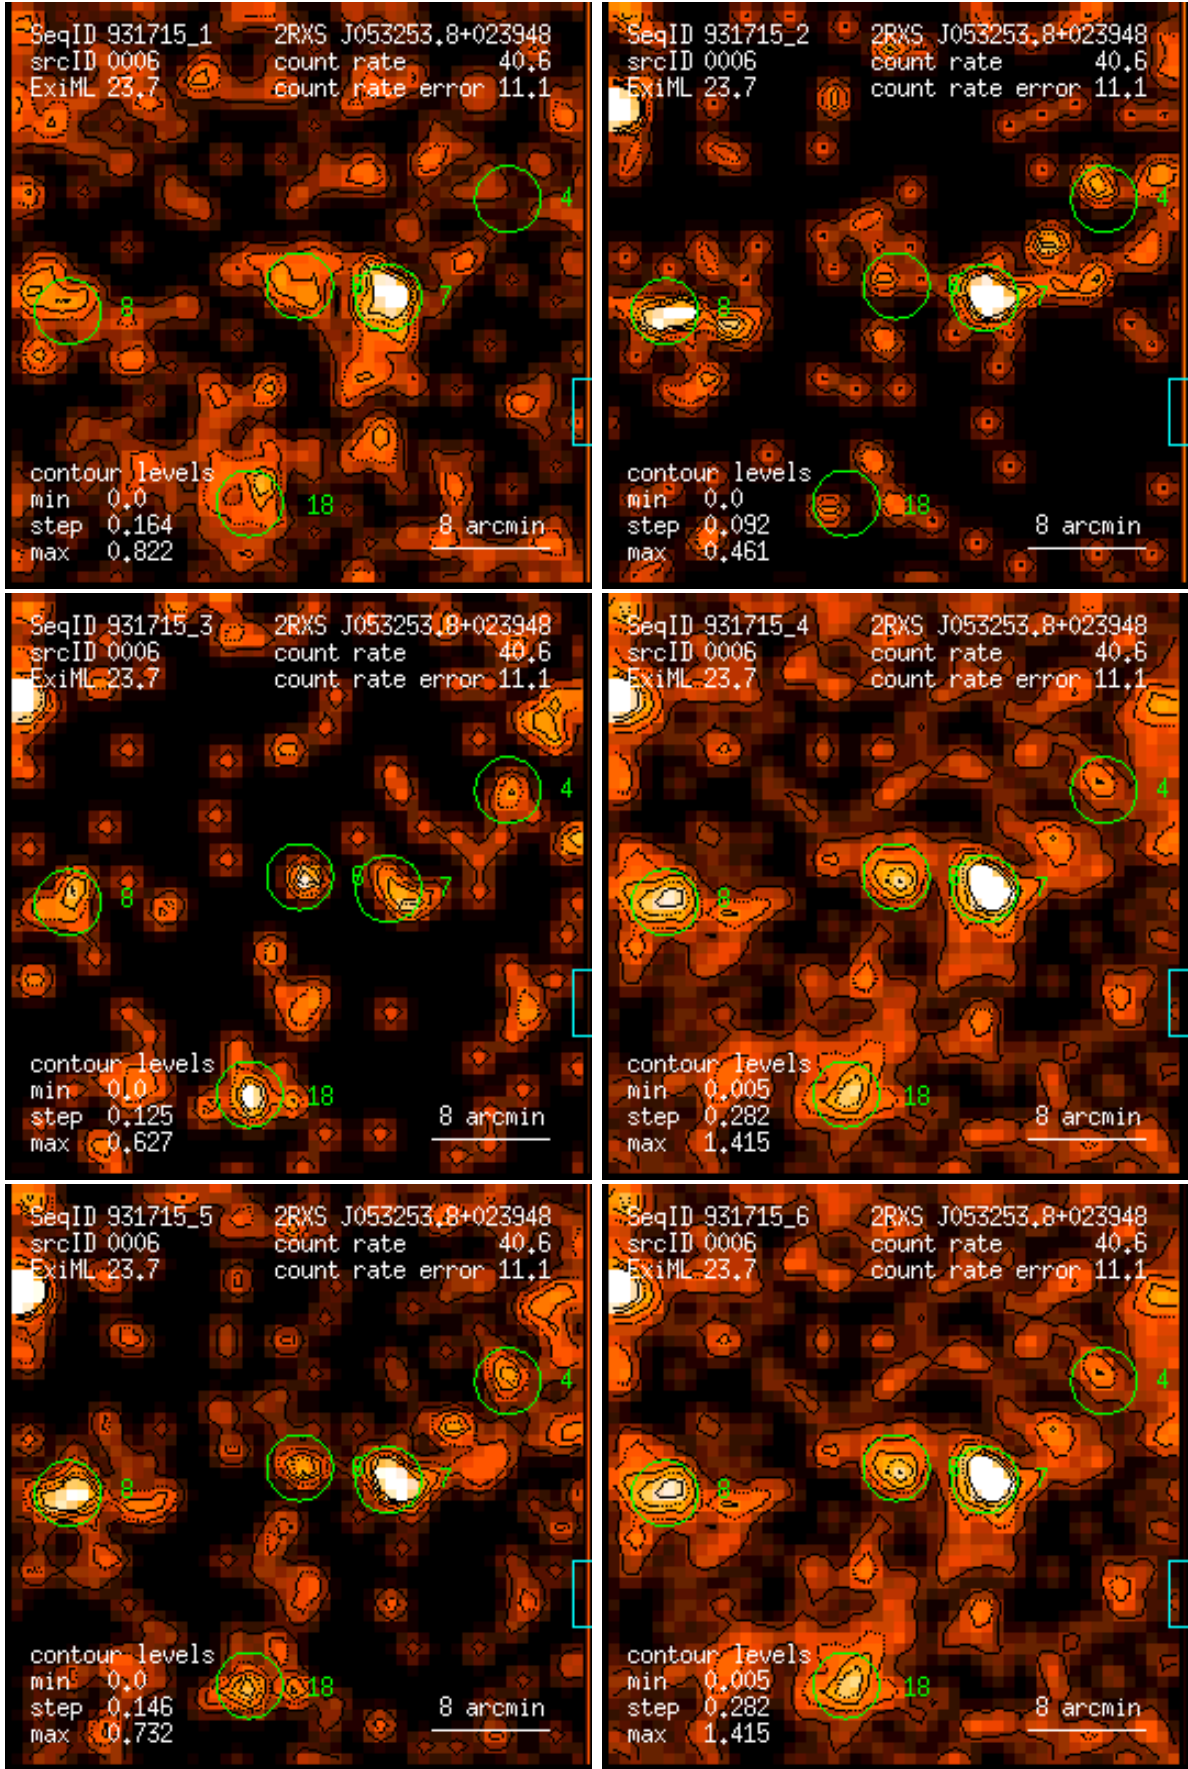 SeqID 931715_1 2RXS J053253.8+023948
srcID 0006 count rate 40.6
ExiML 23.7 count rate error 11.1
4
6
7
8
contour levels
min 0.0
18
step 0.164
8 arcmin
max 0.822
SeqID 931715_2 2RXS J053253.8+023948
srcID 0006 count rate 40.6
ExiML 23.7 count rate error 11.1
4
6
7
8
contour levels
min 0.0
18
step 0.092
8 arcmin
max 0.461
SeqID 931715_3 2RXS J053253.8+023948
srcID 0006 count rate 40.6
ExiML 23.7 count rate error 11.1
4
6
7
8
contour levels
min 0.0
18
step 0.125
8 arcmin
max 0.627
SeqID 931715_4 2RXS J053253.8+023948
srcID 0006 count rate 40.6
ExiML 23.7 count rate error 11.1
4
6
7
8
contour levels
min 0.005
18
step 0.282
8 arcmin
max 1.415
SeqID 931715_5 2RXS J053253.8+023948
srcID 0006 count rate 40.6
ExiML 23.7 count rate error 11.1
4
6
7
8
contour levels
min 0.0
18
step 0.146
8 arcmin
max 0.732
SeqID 931715_6 2RXS J053253.8+023948
srcID 0006 count rate 40.6
ExiML 23.7 count rate error 11.1
4
6
7
8
contour levels
min 0.005
18
step 0.282
8 arcmin
max 1.415